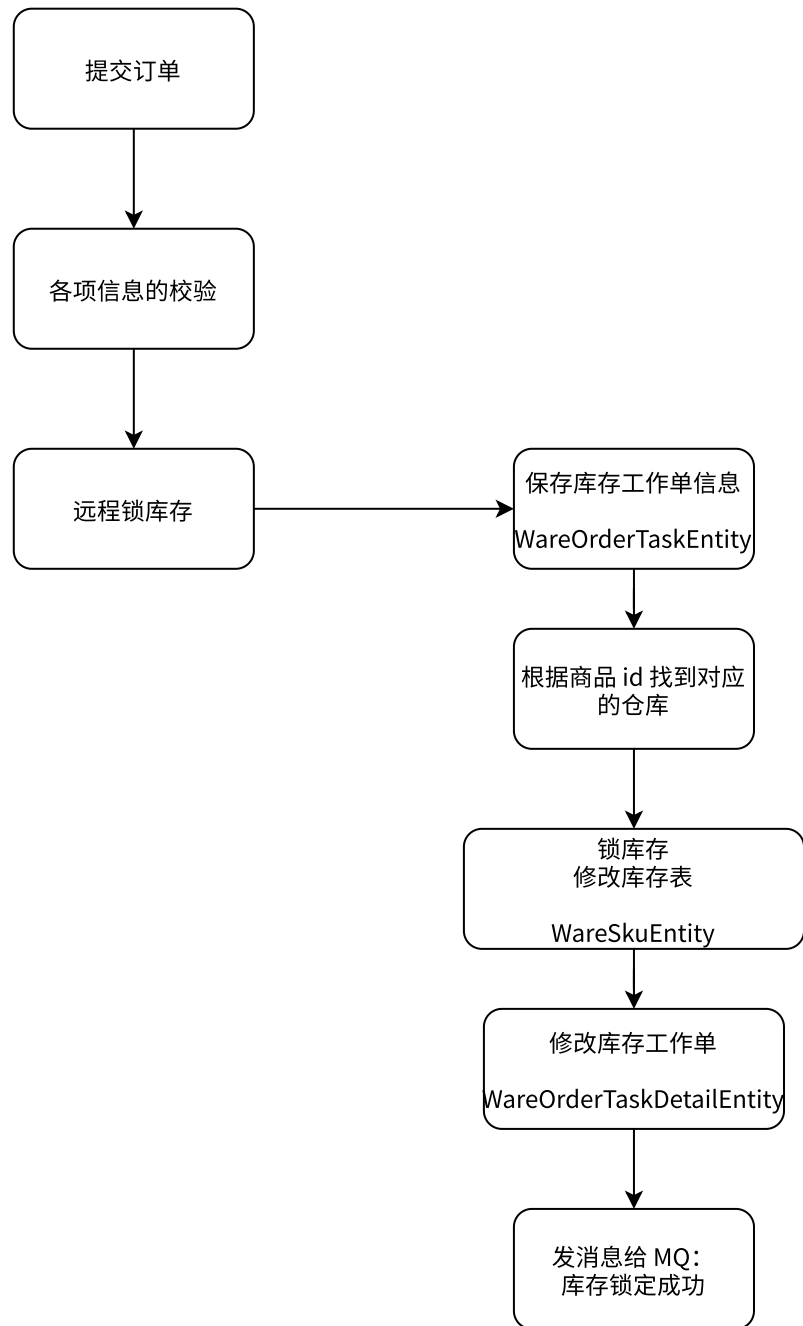 提交订单
各项信息的校验
远程锁库存
保存库存工作单信息
WareOrderTaskEntity
根据商品 id 找到对应
的仓库
锁库存
修改库存表
WareSkuEntity
修改库存工作单
WareOrderTaskDetailEntity
发消息给 MQ：
库存锁定成功